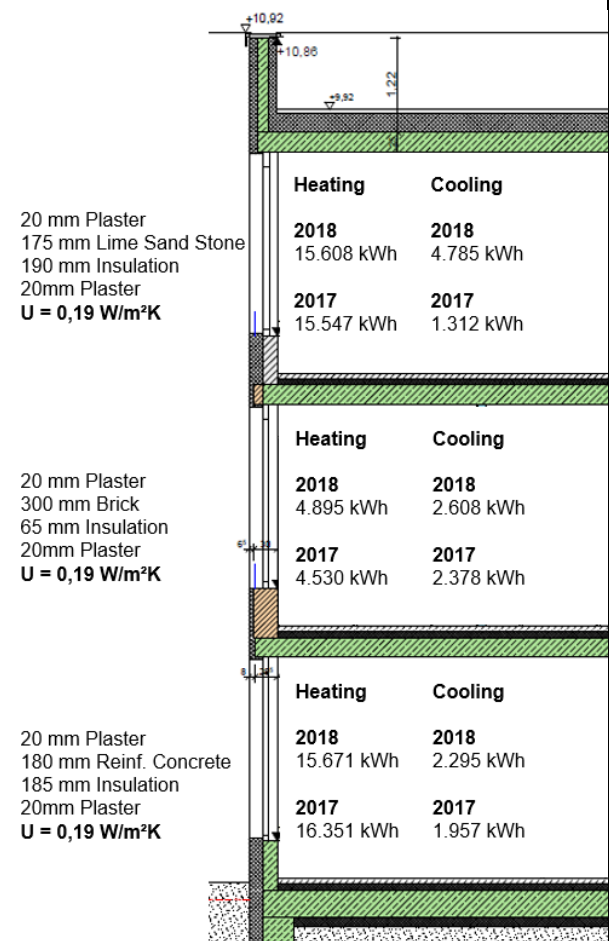 +10,92
+10,86
1,22
+9,92
Heating Cooling
2018 2018
15.608 kWh 4.785 kWh
2017 2017
15.547 kWh 1.312 kWh
20 mm Plaster
175 mm Lime Sand Stone
190 mm Insulation
20mm Plaster
U = 0,19 W/m²K
Heating Cooling
2018 2018
4.895 kWh 2.608 kWh
2017 2017
4.530 kWh 2.378 kWh
20 mm Plaster
300 mm Brick
65 mm Insulation
20mm Plaster
U = 0,19 W/m²K
Heating Cooling
2018 2018
15.671 kWh 2.295 kWh
2017 2017
16.351 kWh 1.957 kWh
20 mm Plaster
180 mm Reinf. Concrete
185 mm Insulation
20mm Plaster
U = 0,19 W/m²K